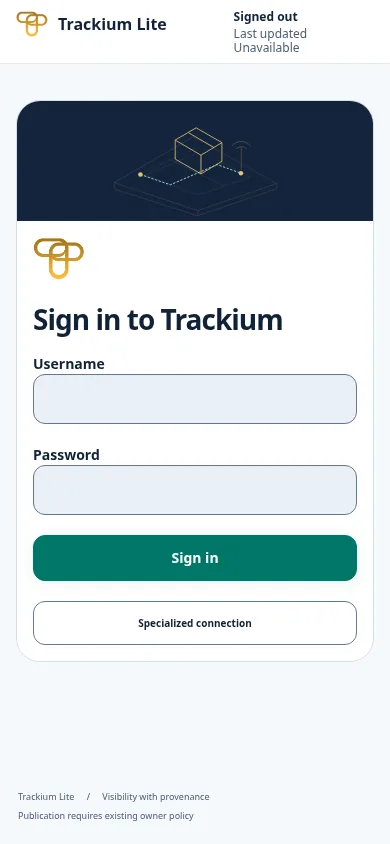 Trackium Lite
Signed out
Last updated
Unavailable
Sign in to Trackium
Username
Password
Sign in
Specialized connection
Trackium Lite / Visibility with provenance
Publication requires existing owner policy